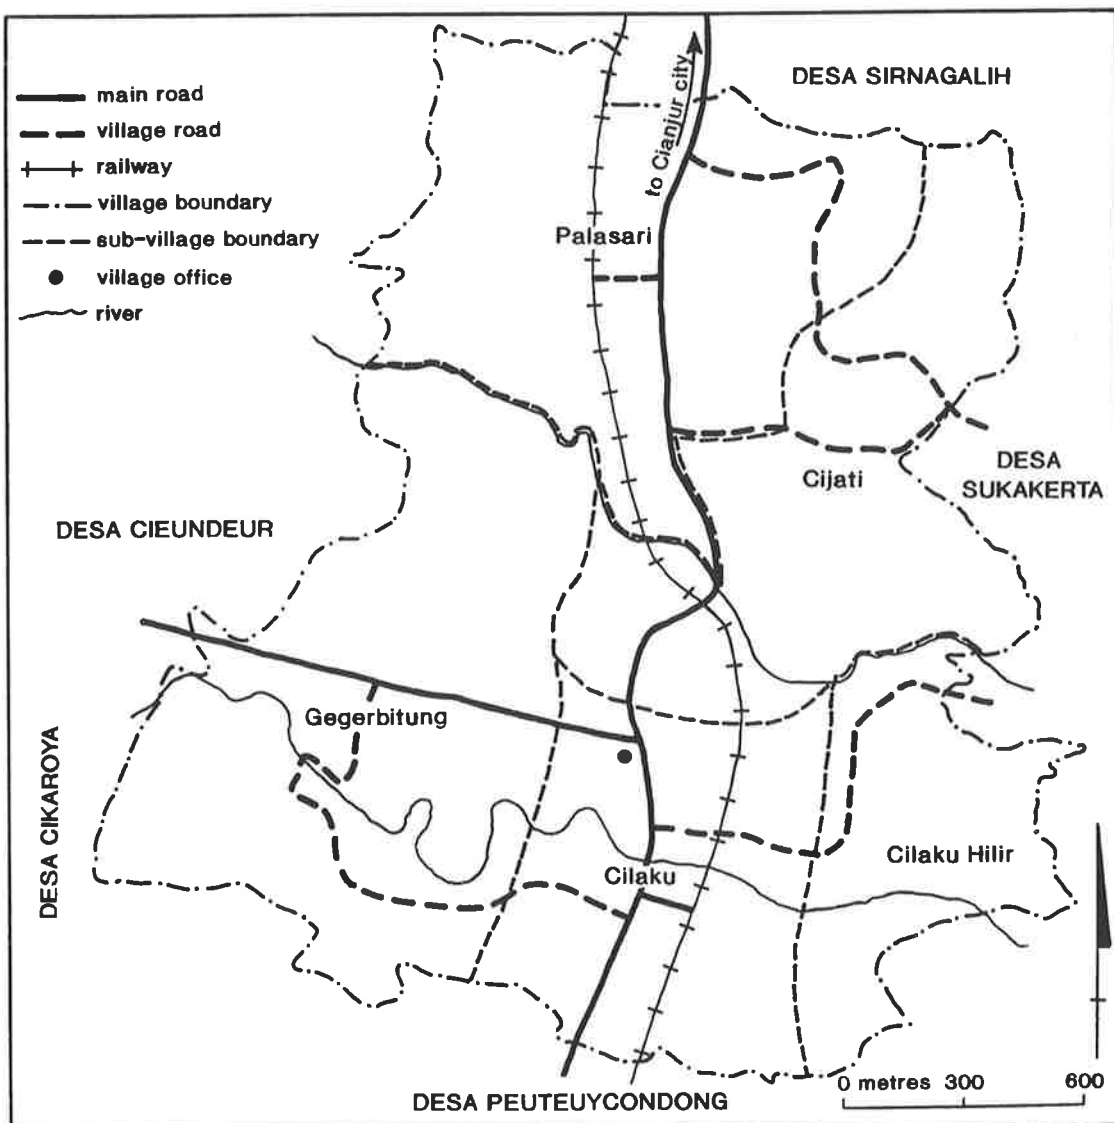 main road
village road
railway
village boundary
sub-village boundary
village office
river
to Cianjur city
DESA SIRNAGALIH
Palasari
DESA
SUKAKERTA
Cijati
DESA CIEUNDEUR
Gegerbitung
DESA CIKAROYA
Cilaku
Cilaku Hilir
0 metres 300 600
DESA PEUTEUYCONDONG